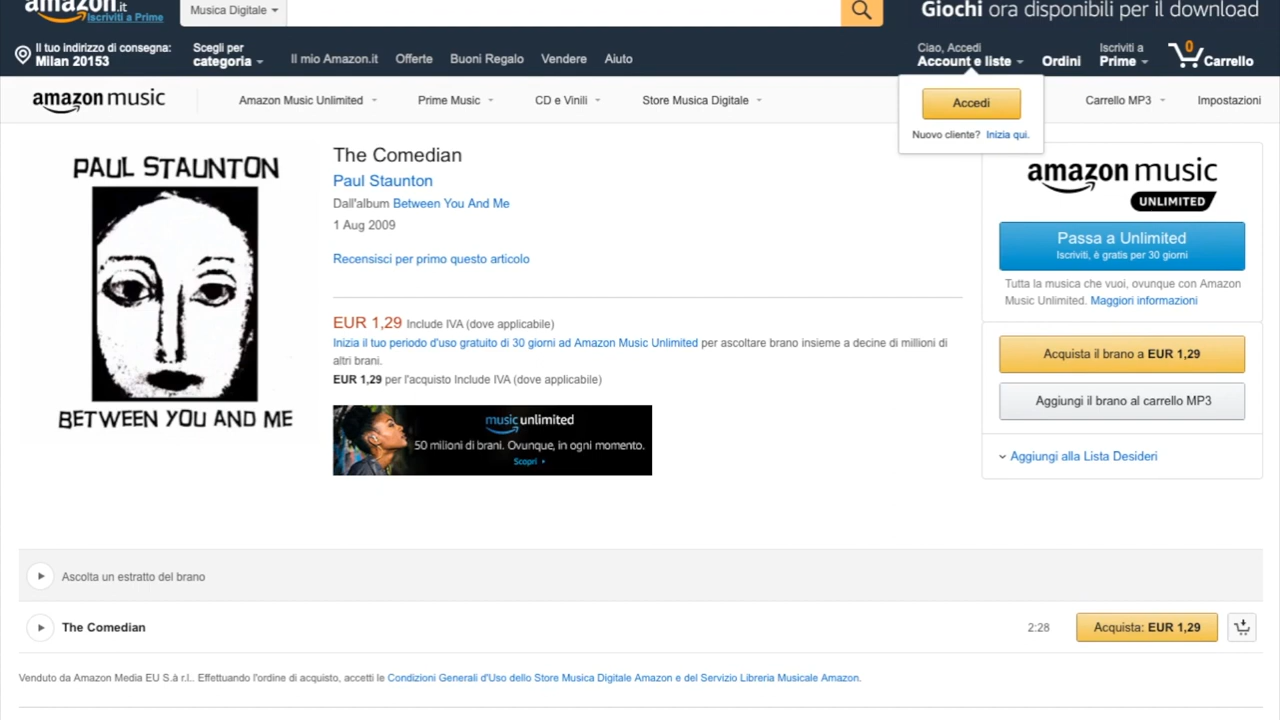 amazon.it
Iscriviti a Prime
Musica Digitale
Giochi ora disponibili per il download
Il tuo indirizzo di consegna:
Milan 20153
Scegli per
categoria
Il mio Amazon.it
Offerte
Buoni Regalo
Vendere
Aiuto
Ciao, Accedi
Account e liste
Ordini
Iscriviti a
Prime
0
Carrello
amazon music
Amazon Music Unlimited
Prime Music
CD e Vinili
Store Musica Digitale
Accedi
Nuovo cliente? Inizia qui.
Carrello MP3
Impostazioni
PAUL STAUNTON
BETWEEN YOU AND ME
The Comedian
Paul Staunton
Dall'album Between You And Me
1 Aug 2009
Recensisci per primo questo articolo
EUR 1,29 Include IVA (dove applicabile)
Inizia il tuo periodo d'uso gratuito di 30 giorni ad Amazon Music Unlimited per ascoltare brano insieme a decine di milioni di
altri brani.
EUR 1,29 per l'acquisto Include IVA (dove applicabile)
music unlimited
50 milioni di brani. Ovunque, in ogni momento.
Scopri
amazon music
UNLIMITED
Passa a Unlimited
Iscriviti, è gratis per 30 giorni
Tutta la musica che vuoi, ovunque con Amazon
Music Unlimited. Maggiori informazioni
Acquista il brano a EUR 1,29
Aggiungi il brano al carrello MP3
Aggiungi alla Lista Desideri
Ascolta un estratto del brano
The Comedian
2:28
Acquista: EUR 1,29
Venduto da Amazon Media EU S.à r.l.. Effettuando l'ordine di acquisto, accetti le Condizioni Generali d'Uso dello Store Musica Digitale Amazon e del Servizio Libreria Musicale Amazon.